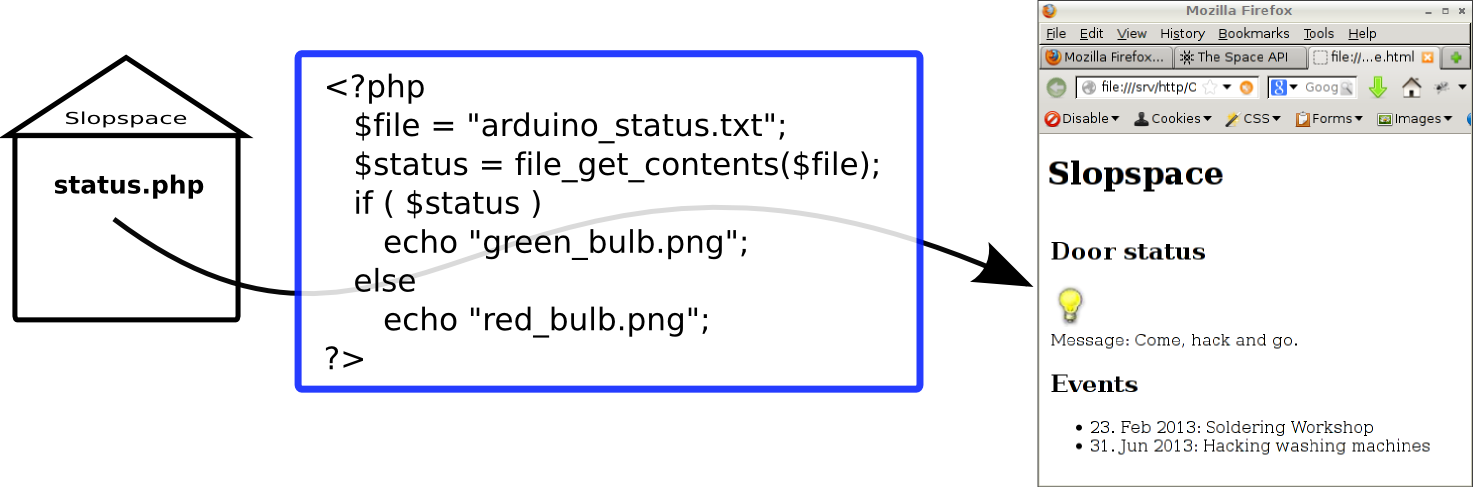 Slopspace
status.php
<?php
$file = "arduino_status.txt";
$status = file_get_contents($file);
if ( $status )
echo "green_bulb.png";
else
echo "red_bulb.png";
?>
Mozilla Firefox
File Edit View History Bookmarks Tools Help
Mozilla Firefox... The Space API file://...e.html
file:///srv/http/C Goog
Disable Cookies CSS Forms Images
Slopspace
Door status
Message: Come, hack and go.
Events
• 23. Feb 2013: Soldering Workshop
• 31. Jun 2013: Hacking washing machines